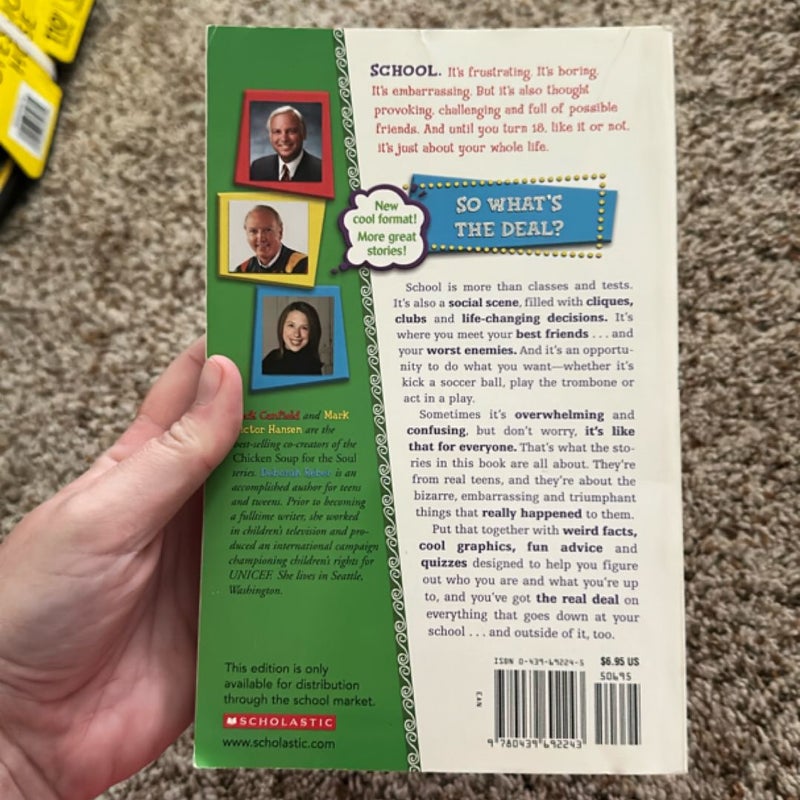 SCHOOL. It's frustrating. It's boring.
It's embarrassing. But it's also thought
provoking, challenging and full of possible
friends. And until you turn 18, like it or not,
it's just about your whole life.
New
cool format!
More great
stories!
SO WHAT'S
THE DEAL?
School is more than classes and tests.
It's also a social scene, filled with cliques,
clubs and life-changing decisions. It's
where you meet your best friends . . . and
your worst enemies. And it's an opportu-
nity to do what you want—whether it's
kick a soccer ball, play the trombone or
act in a play.
Sometimes it's overwhelming and
confusing, but don't worry, it's like
that for everyone. That's what the sto-
ries in this book are all about. They're
from real teens, and they're about the
bizarre, embarrassing and triumphant
things that really happened to them.
Put that together with weird facts,
cool graphics, fun advice and
quizzes designed to help you figure
out who you are and what you're up
to, and you've got the real deal on
everything that goes down at your
school . . . and outside of it, too.
Canfield and Mark
Hansen are the
best-selling co-creators of the
Chicken Soup for the Soul
series. Deborah Reber is an
accomplished author for teens
and tweens. Prior to becoming
a fulltime writer, she worked
in children's television and pro-
duced an international campaign
championing children's rights for
UNICEF. She lives in Seattle,
Washington.
This edition is only
available for distribution
through the school market.
SCHOLASTIC
www.scholastic.com
ISBN 0-439-69224-5
$6.95 US
50695
EAN
9 780439 692243